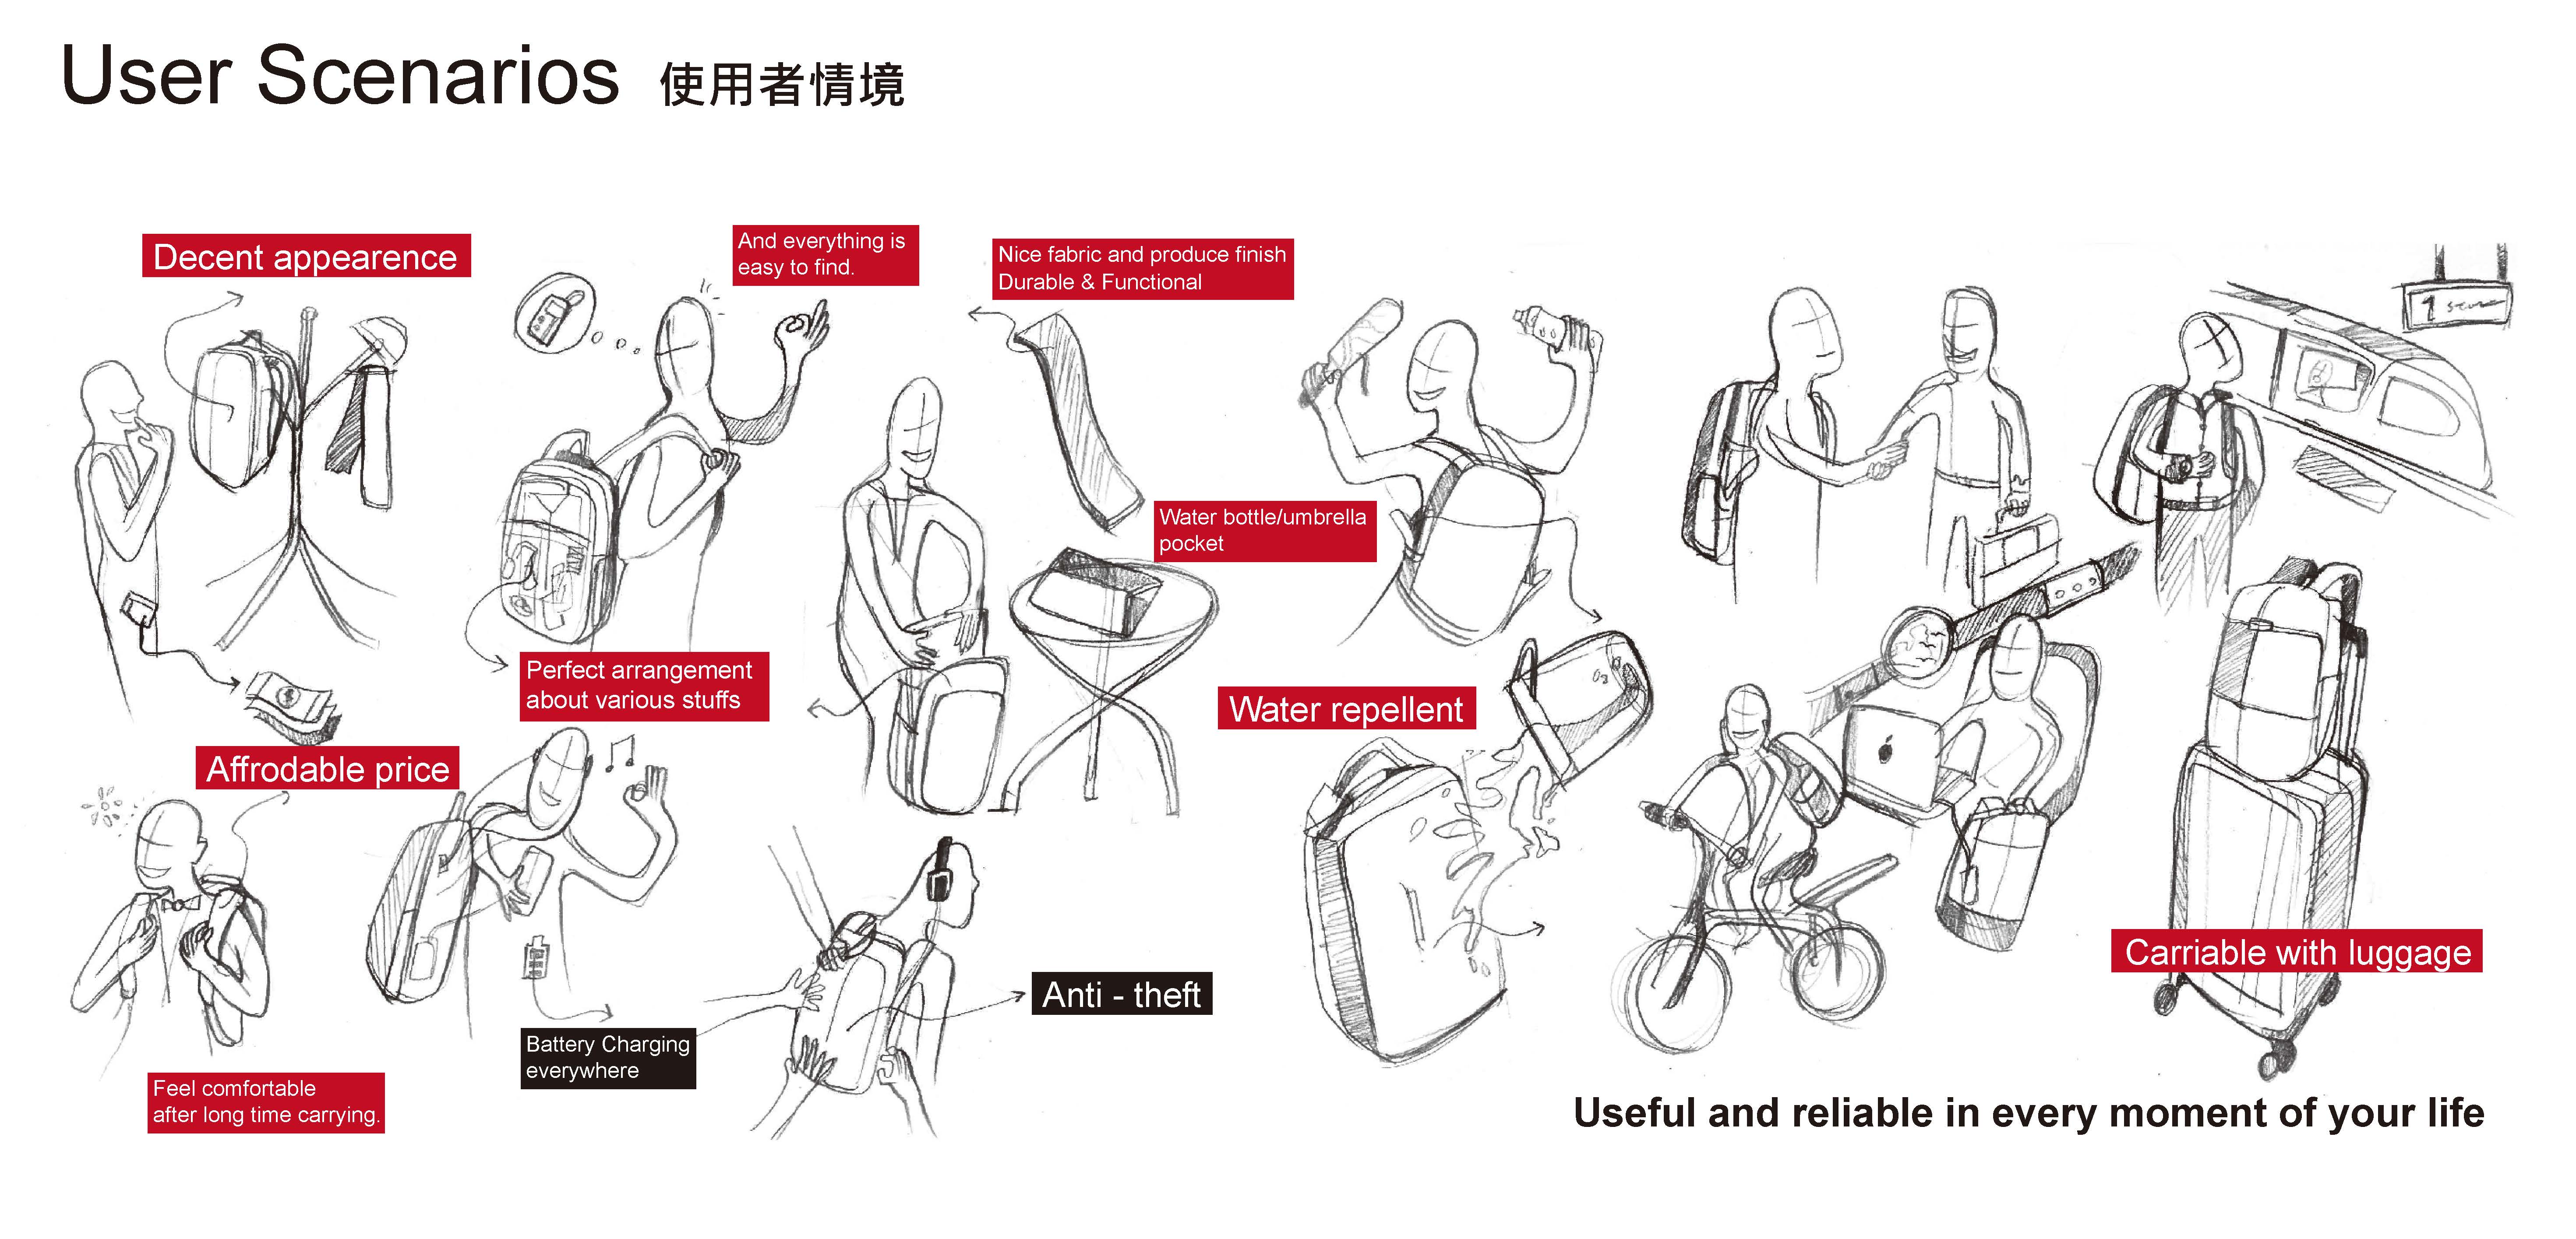 User Scenarios 使用者情境
Decent appearence
And everything is
easy to find.
Nice fabric and produce finish
Durable & Functional
Water bottle/umbrella
pocket
Perfect arrangement
about various stuffs
Water repellent
Affrodable price
Carriable with luggage
Anti - theft
Battery Charging
everywhere
Feel comfortable
after long time carrying.
Useful and reliable in every moment of your life